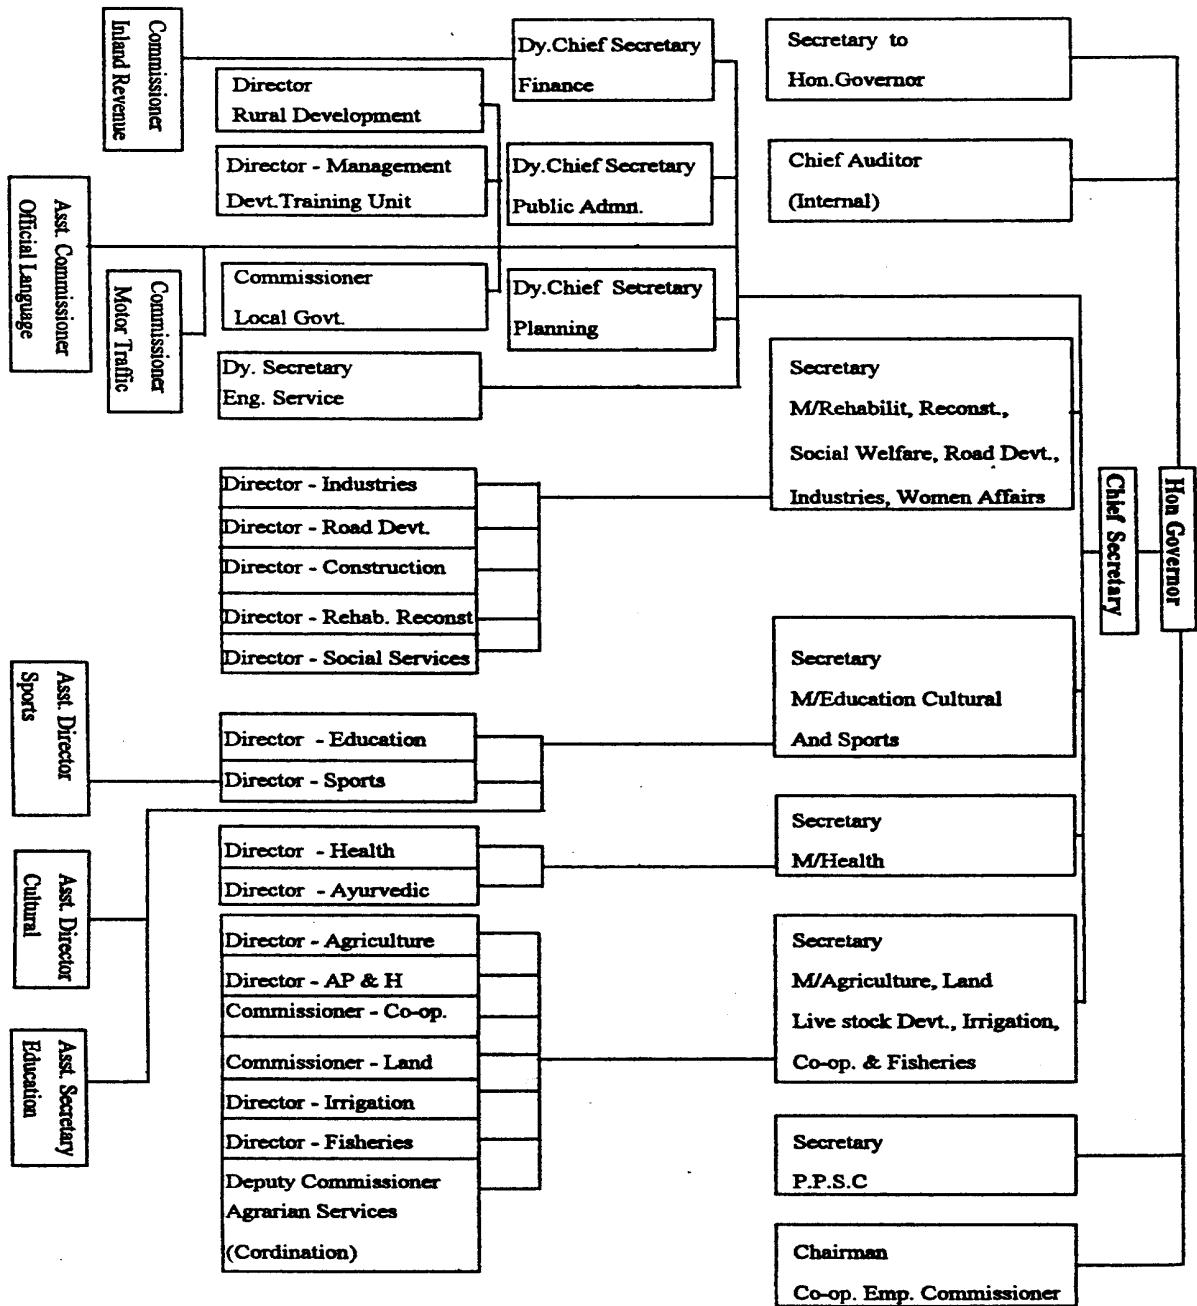 Hon Governor
Chief Secretary
Secretary to
Hon.Governor
Chief Auditor
(Internal)
Secretary
M/Rehabilit, Reconst.,
Social Welfare, Road Devt.,
Industries, Women Affairs
Secretary
M/Education Cultural
And Sports
Secretary
M/Health
Secretary
M/Agriculture, Land
Live stock Devt., Irrigation,
Co-op. & Fisheries
Secretary
P.P.S.C
Chairman
Co-op. Emp. Commissioner
Dy.Chief Secretary
Finance
Dy.Chief Secretary
Public Admn.
Dy.Chief Secretary
Planning
Director
Rural Development
Director - Management
Devt.Training Unit
Commissioner
Local Govt.
Dy. Secretary
Eng. Service
Director - Industries
Director - Road Devt.
Director - Construction
Director - Rehab. Reconst
Director - Social Services
Director - Education
Director - Sports
Director - Health
Director - Ayurvedic
Director - Agriculture
Director - AP & H
Commissioner - Co-op.
Commissioner - Land
Director - Irrigation
Director - Fisheries
Deputy Commissioner
Agrarian Services
(Cordination)
Commissioner
Inland Revenue
Asst. Commissioner
Official Language
Commissioner
Motor Traffic
Asst. Director
Sports
Asst. Director
Cultural
Asst. Secretary
Education